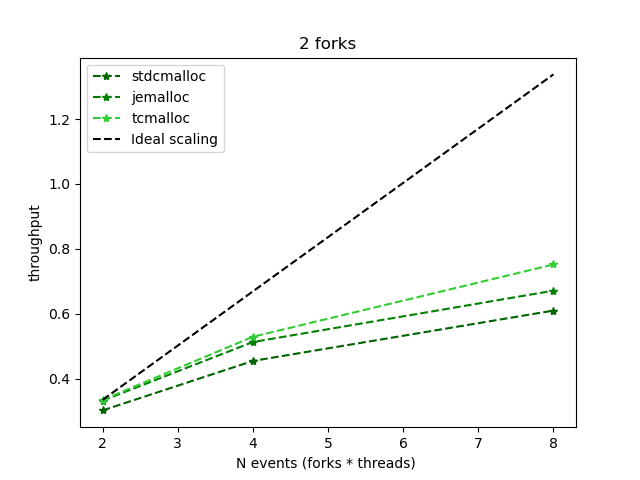 2 forks
stdcmalloc
jemalloc
tcmalloc
Ideal scaling
throughput
1.2
1.0
0.8
0.6
0.4
2 3 4 5 6 7 8
N events (forks * threads)